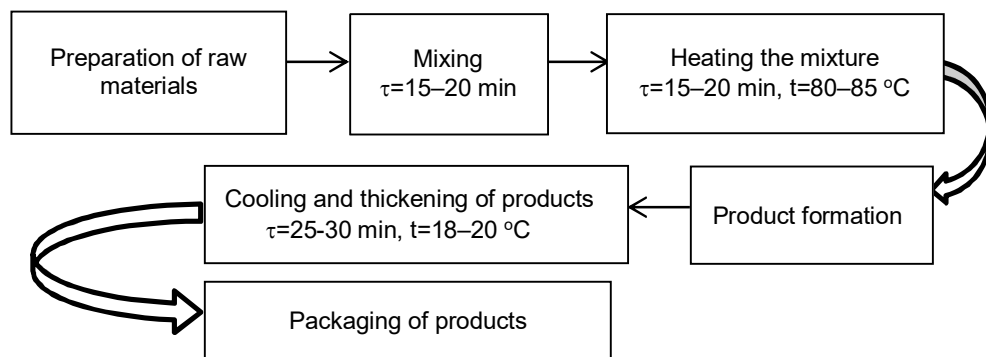 Preparation of raw
materials
Mixing
τ=15–20 min
Heating the mixture
τ=15–20 min, t=80–85 °C
Product formation
Cooling and thickening of products
τ=25-30 min, t=18–20 °C
Packaging of products